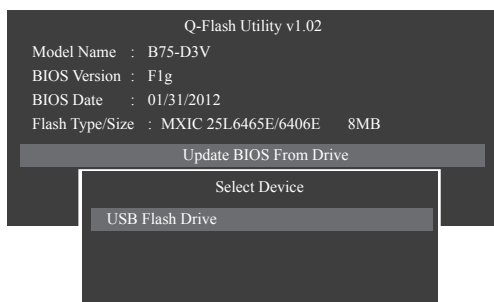 Q-Flash Utility v1.02
Model Name : B75-D3V
BIOS Version : F1g
BIOS Date : 01/31/2012
Flash Type/Size : MXIC 25L6465E/6406E 8MB
Update BIOS From Drive
Select Device
USB Flash Drive